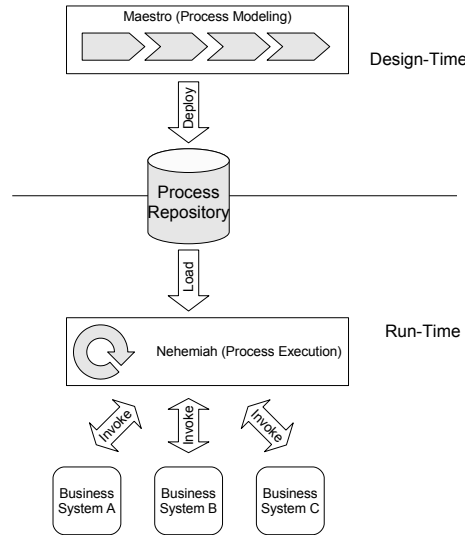 Maestro (Process Modeling)
Design-Time
Deploy
Process
Repository
Load
Run-Time
Nehemiah (Process Execution)
Invoke
Invoke
Invoke
Business
System A
Business
System B
Business
System C